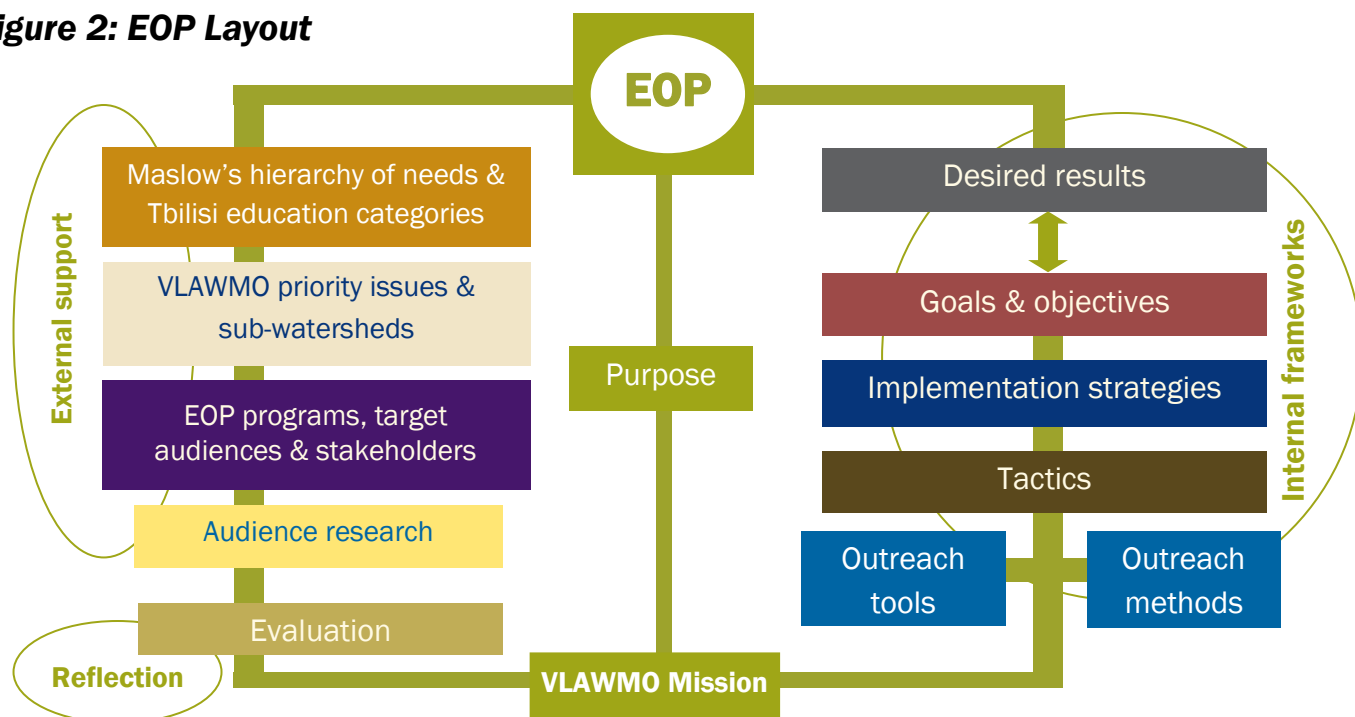 igure 2: EOP Layout
EOP
External support
Maslow's hierarchy of needs &
Tbilisi education categories
VLAWMO priority issues &
sub-watersheds
EOP programs, target
audiences & stakeholders
Audience research
Evaluation
Reflection
Purpose
VLAWMO Mission
Desired results
Goals & objectives
Implementation strategies
Tactics
Outreach
tools
Outreach
methods
Internal frameworks